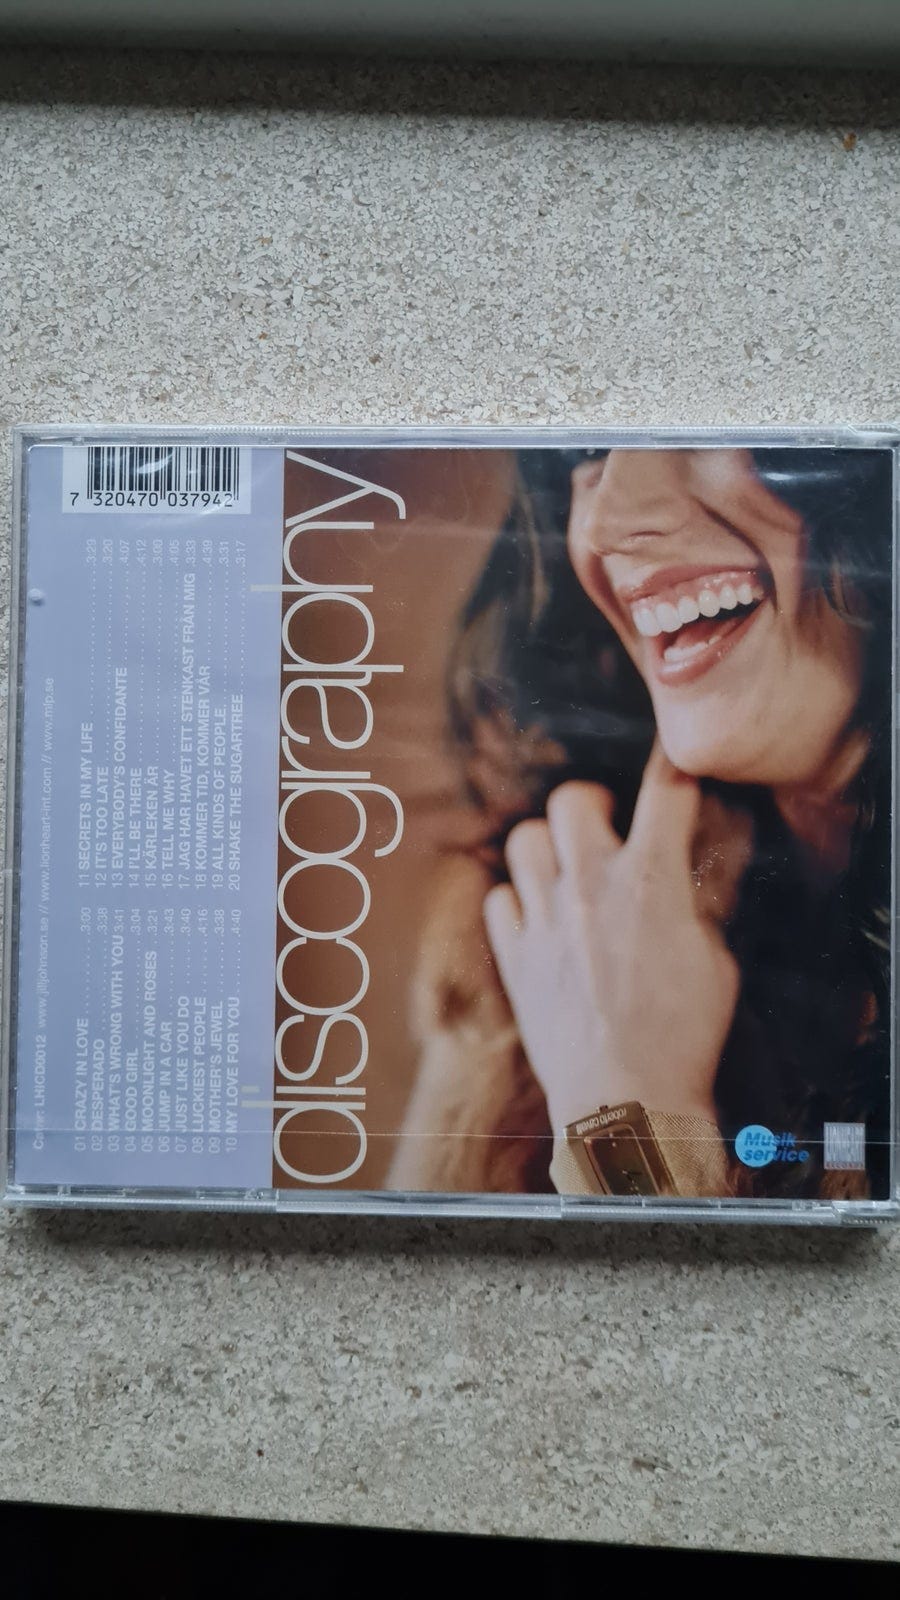 discography
01 CRAZY IN LOVE ..........3:00
02 DESPERADO ..........3:38
03 WHAT'S WRONG WITH YOU 3:41
04 GOOD GIRL ..........3:04
05 MOONLIGHT AND ROSES ....3:21
06 JUMP IN A CAR ..........3:43
07 JUST LIKE YOU DO ..........3:40
08 LUCKIEST PEOPLE ..........4:16
09 MOTHER'S JEWEL ..........3:38
10 MY LOVE FOR YOU ..........4:40
11 SECRETS IN MY LIFE ..........3:29
12 IT'S TOO LATE ..........3:20
13 EVERYBODY'S CONFIDANTE ..........4:07
14 I'LL BE THERE ..........4:12
15 KÄRLEKEN ÄR ..........3:00
16 TELL ME WHY ..........4:05
17 JAG HAR HAVET ETT STENKAST FRÅN MIG ..3:33
18 KOMMER TID, KOMMER VÅR ..........4:39
19 ALL KINDS OF PEOPLE ..........3:31
20 SHAKE THE SUGARTREE ..........3:17
LHICD0012 www.jilljohnson.se // www.lionheart-int.com // www.mlp.se
7 320470 037942
roberto cavalli
Musik
service
LIONHEART
RECORDS